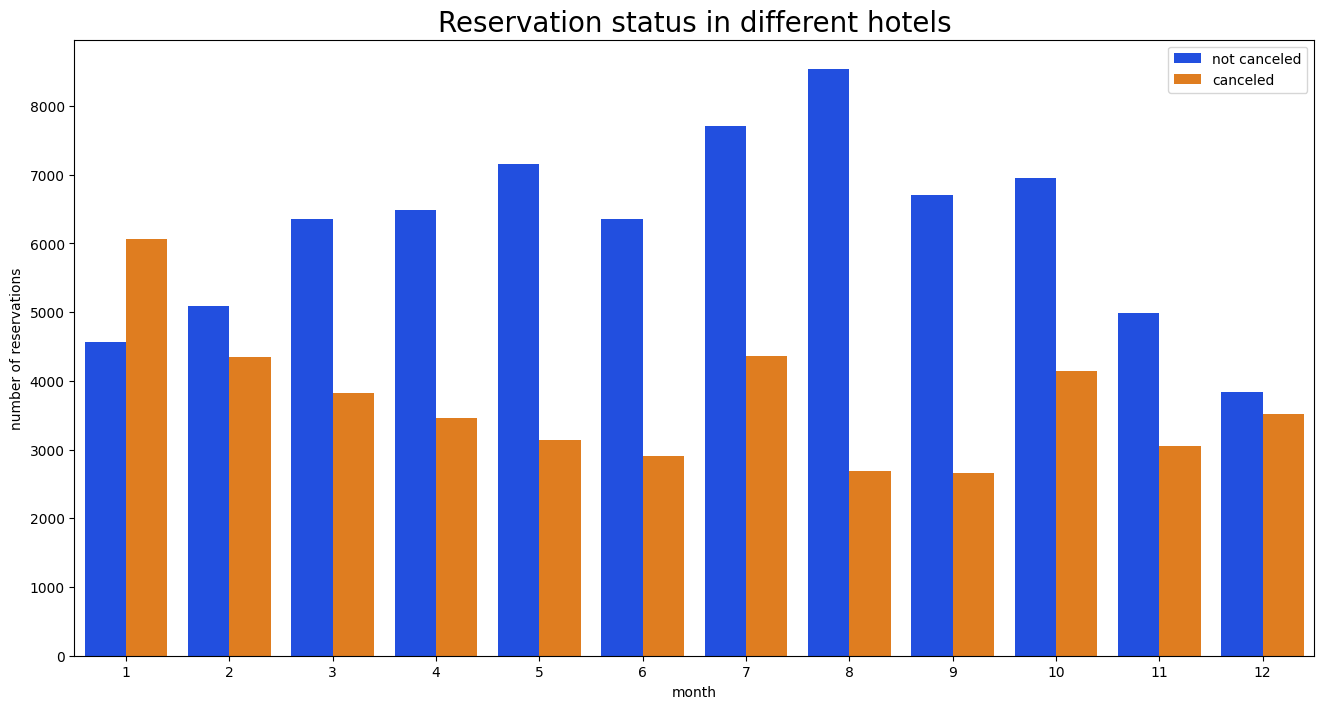 Reservation status in different hotels
not canceled
canceled
number of reservations
8000
7000
6000
5000
4000
3000
2000
1000
0
1 2 3 4 5 6 7 8 9 10 11 12
month